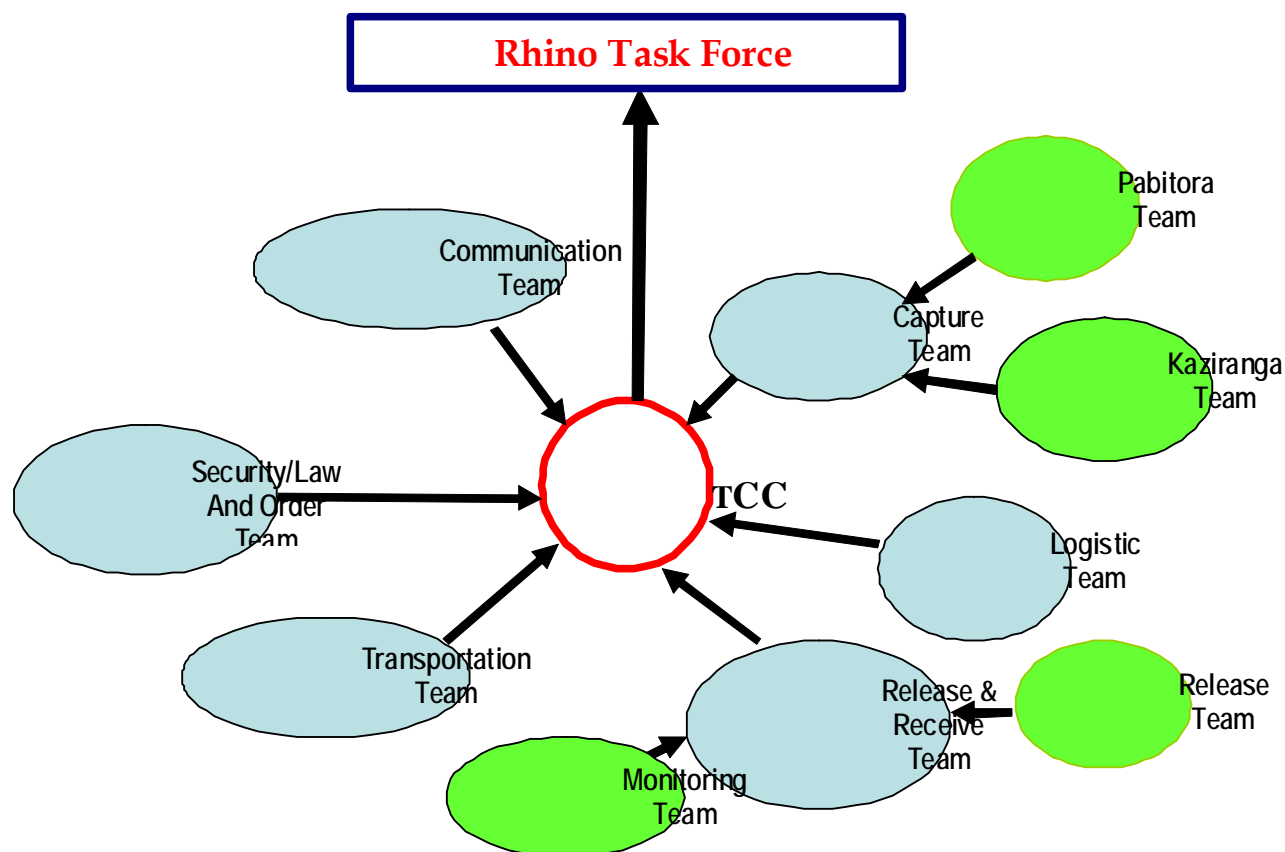 Rhino Task Force
Pabitora
Team
Communication
Team
Capture
Team
Kaziranga
Team
Security/Law
And Order
Team
TCC
Logistic
Team
Transportation
Team
Release &
Receive
Team
Release
Team
Monitoring
Team